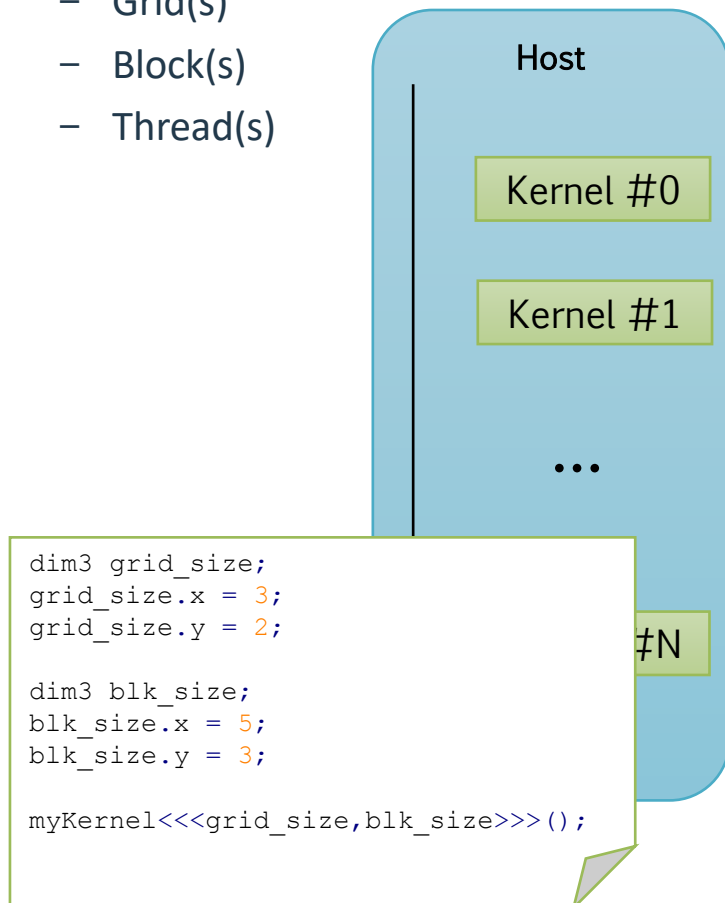 – Grid(s)
– Block(s)
– Thread(s)
Host
Kernel #0
Kernel #1
...
#N
dim3 grid_size;
grid_size.x = 3;
grid_size.y = 2;
dim3 blk_size;
blk_size.x = 5;
blk_size.y = 3;
myKernel<<<grid_size,blk_size>>>();